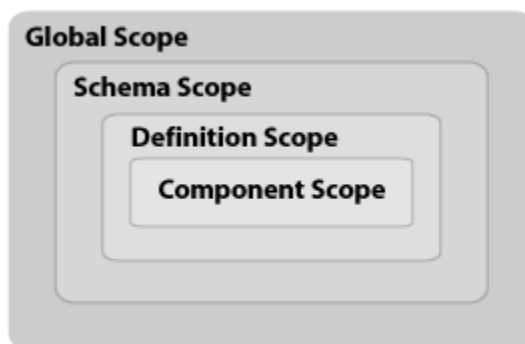 Global Scope
Schema Scope
Definition Scope
Component Scope